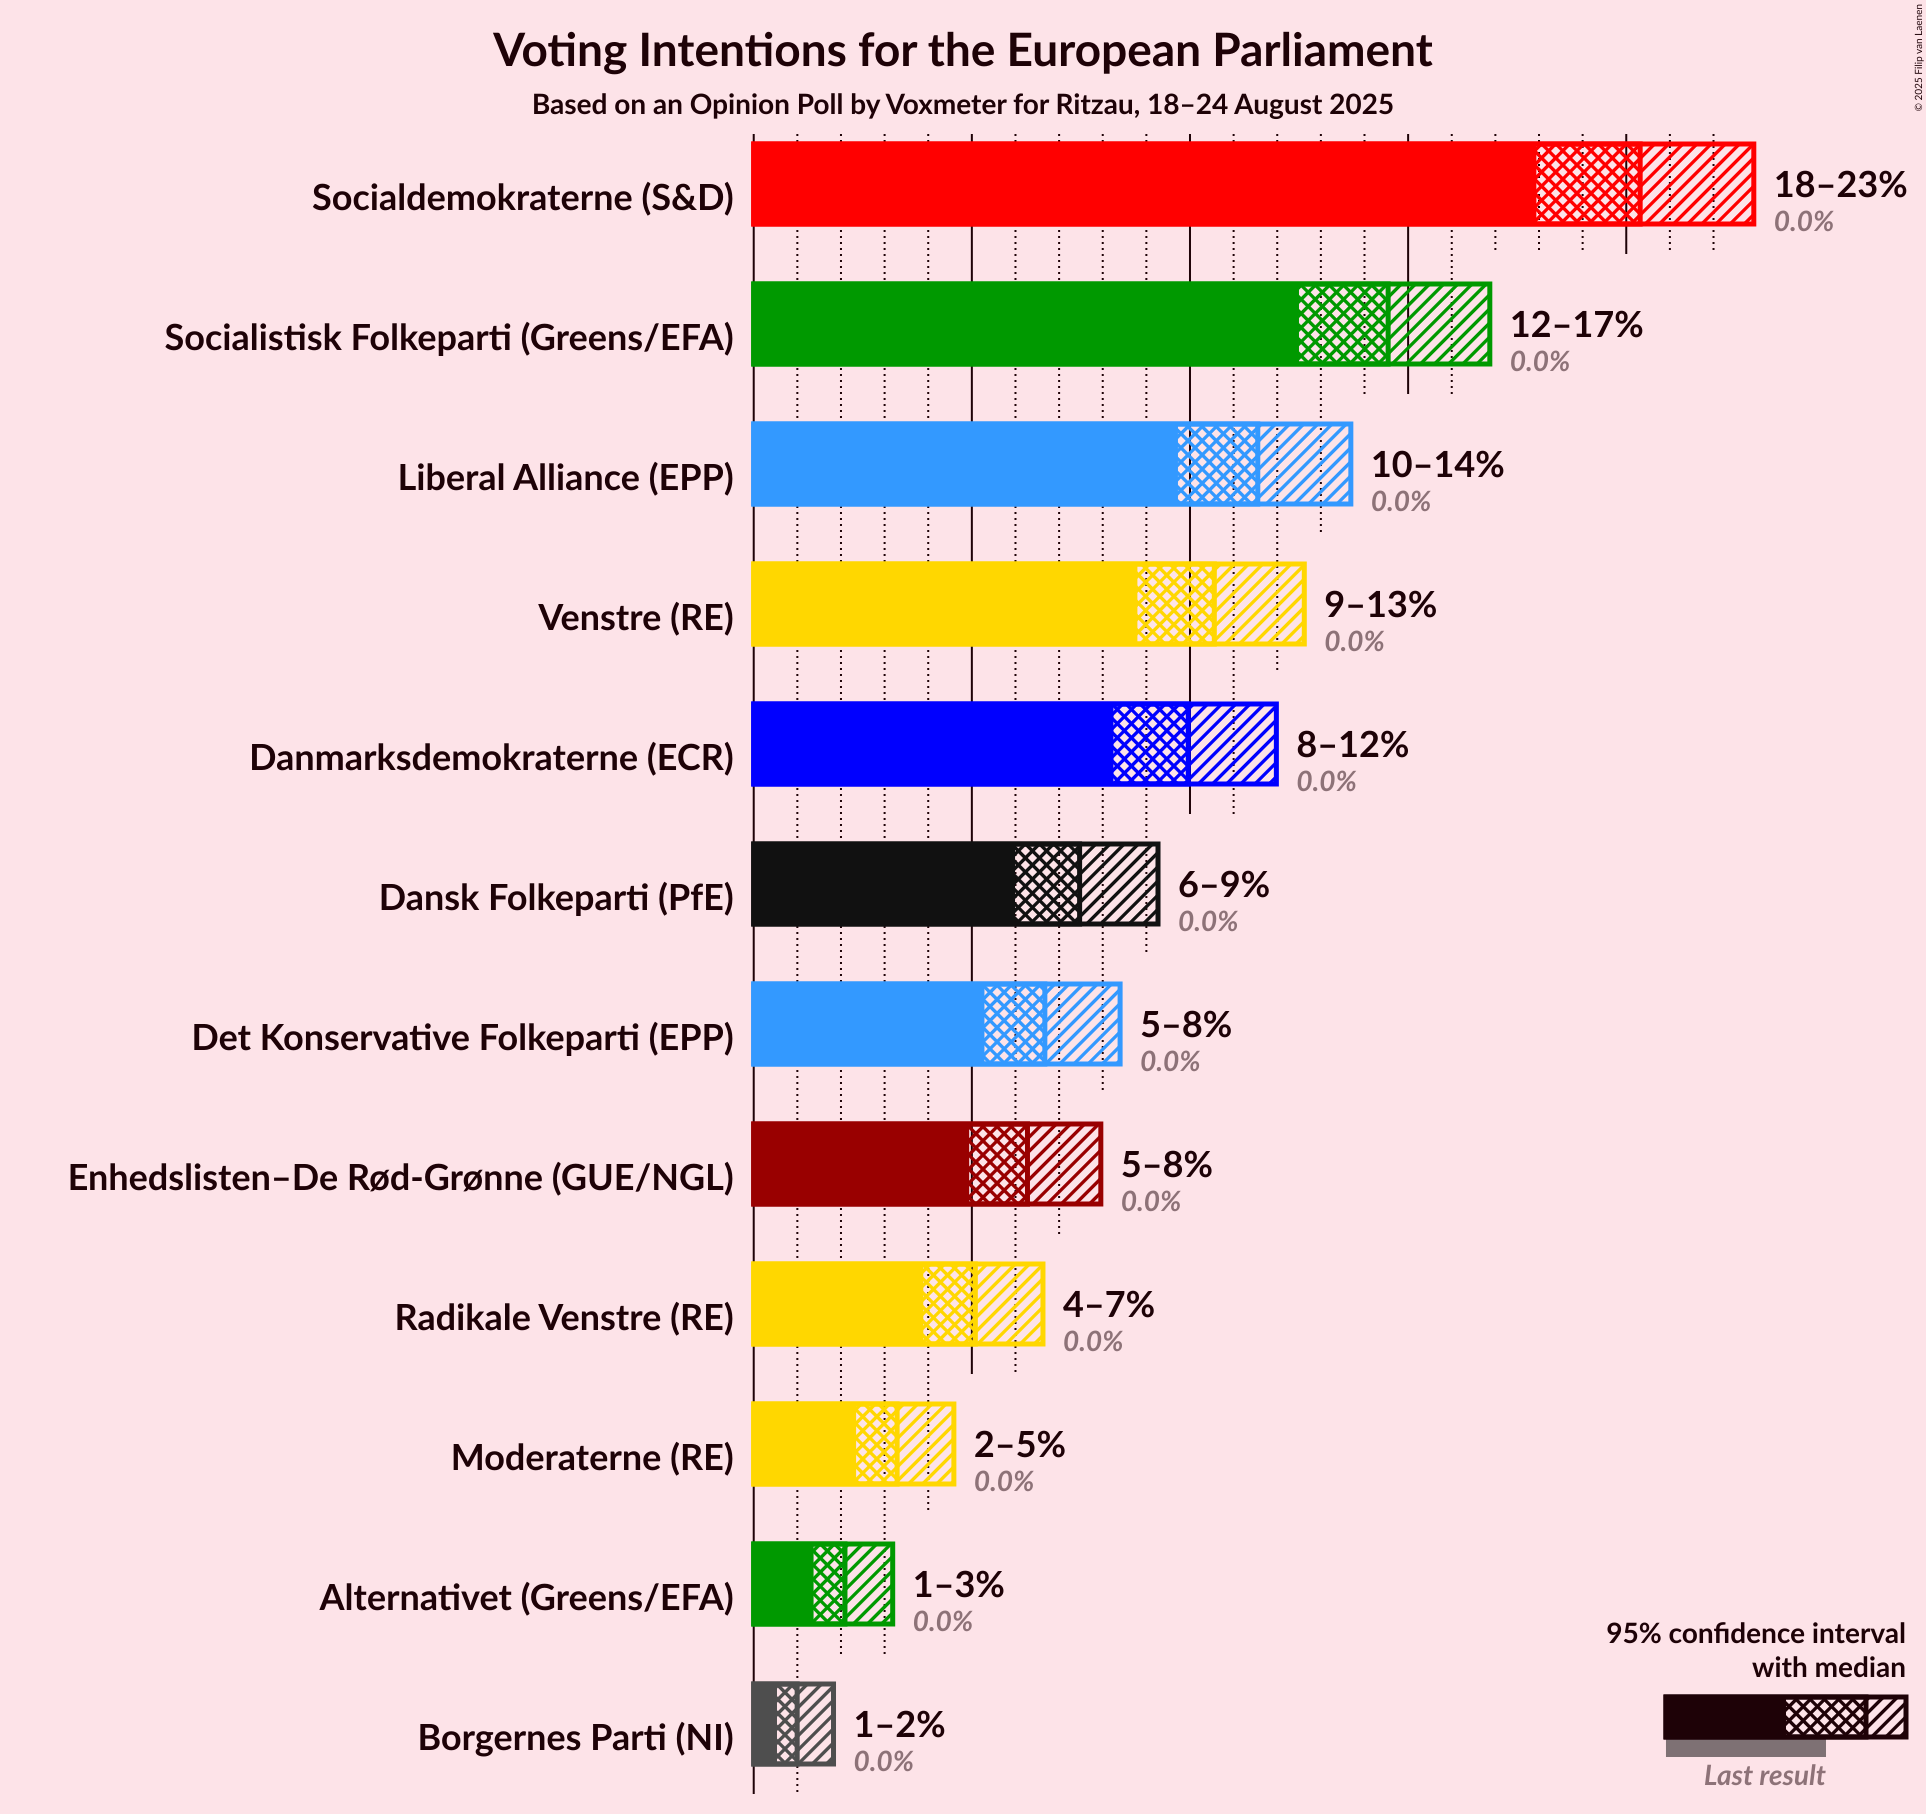 © 2025 Filip van Laenen
Voting Intentions for the European Parliament
Based on an Opinion Poll by Voxmeter for Ritzau, 18–24 August 2025
Socialdemokraterne (S&D)
18–23%
0.0%
Socialistisk Folkeparti (Greens/EFA)
12–17%
0.0%
Liberal Alliance (EPP)
10–14%
0.0%
Venstre (RE)
9–13%
0.0%
Danmarksdemokraterne (ECR)
8–12%
0.0%
Dansk Folkeparti (PfE)
6–9%
0.0%
Det Konservative Folkeparti (EPP)
5–8%
0.0%
Enhedslisten–De Rød-Grønne (GUE/NGL)
5–8%
0.0%
Radikale Venstre (RE)
4–7%
0.0%
Moderaterne (RE)
2–5%
0.0%
Alternativet (Greens/EFA)
1–3%
0.0%
Borgernes Parti (NI)
1–2%
0.0%
95% confidence interval
with median
Last result